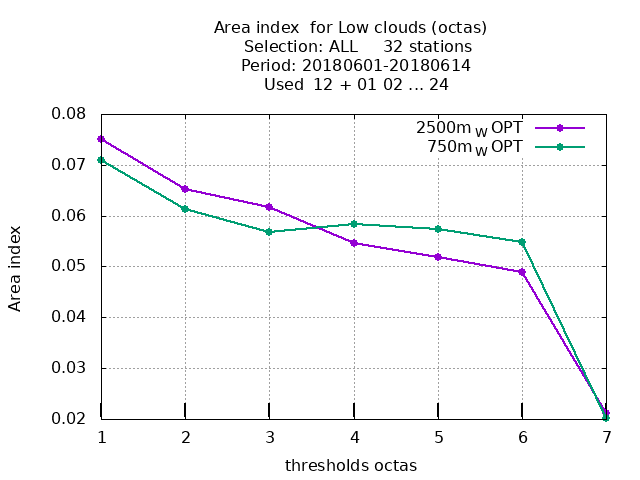 Area index  for Low clouds (octas)
Selection: ALL     32 stations
Period: 20180601-20180614
Used  12 + 01 02 ... 24
0.08
0.07
0.06
0.05
0.04
0.03
0.02
Area index
2500m W OPT
750m W OPT
1 2 3 4 5 6 7
thresholds octas